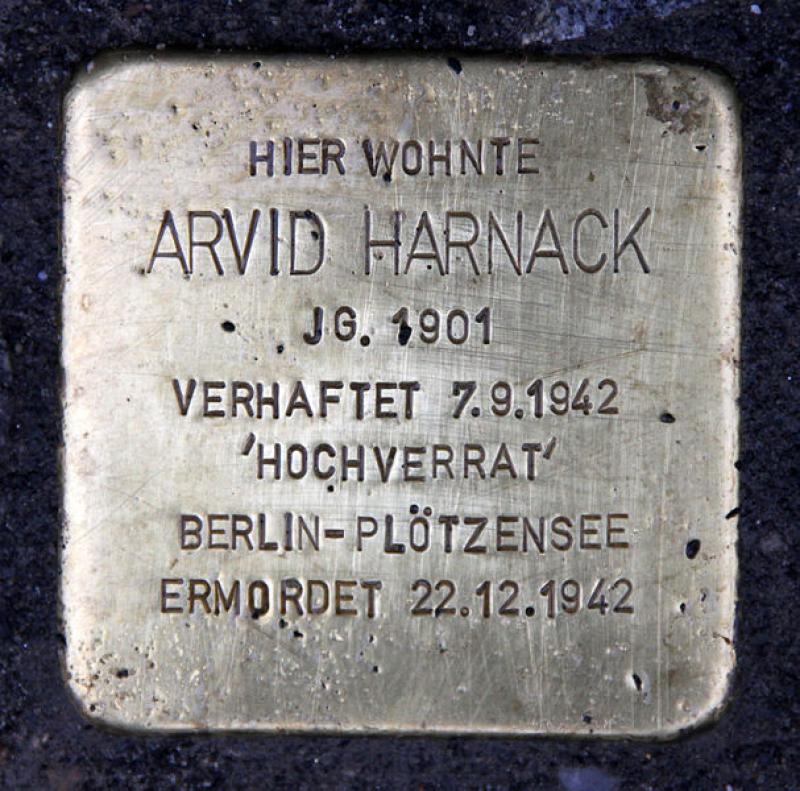 HIER WOHNTE
ARVID HARNACK
JG. 1901
VERHAFTET 7.9.1942
'HOCHVERRAT'
BERLIN-PLÖTZENSEE
ERMORDET 22.12.1942